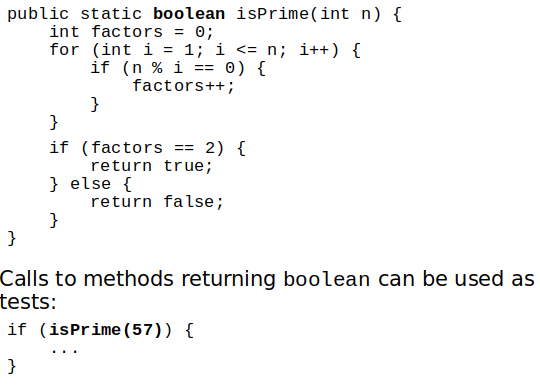 public static boolean isPrime(int n) {
    int factors = 0;
    for (int i = 1; i <= n; i++) {
        if (n % i == 0) {
            factors++;
        }
    }
    if (factors == 2) {
        return true;
    } else {
        return false;
    }
}
Calls to methods returning boolean can be used as
tests:
if (isPrime(57)) {
    ...
}